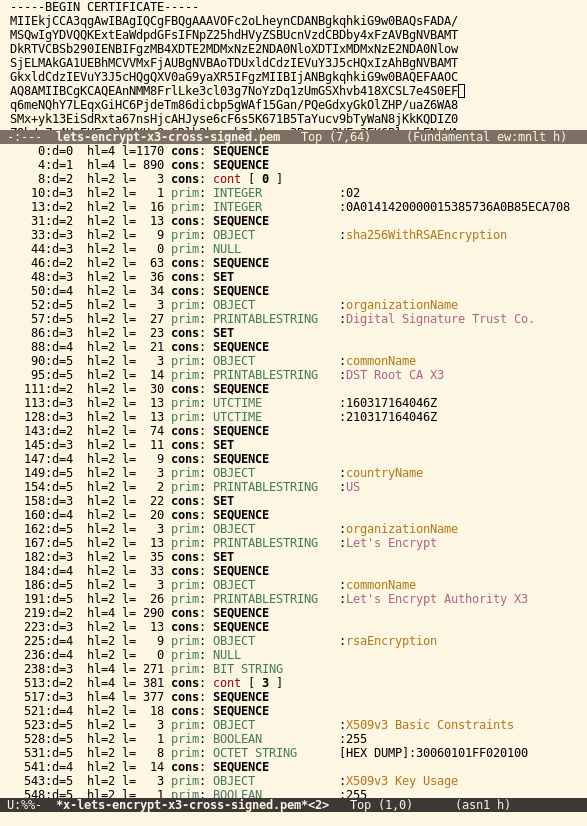 -----BEGIN CERTIFICATE-----
MIIEkjCCA3qgAwIBAgIQCgFBQgAAAVOFc2oLheynCDANBgkqhkiG9w0BAQsFADA/
MSQwIgYDVQQKExtEaWdpdGFsIFNpZ25hdHVyZSBUcnVzdCBDby4xFzAVBgNVBAMT
DkRTVCBSb290IENBIFgzMB4XDTE2MDMxNzE2NDA0NloXDTIxMDMxNzE2NDA0Nlow
SjELMAkGA1UEBhMCVVMxFjAUBgNVBAoTDUxldCdzIEVuY3J5cHQxIzAhBgNVBAMT
GkxldCdzIEVuY3J5cHQgQXV0aG9yaXR5IFgzMIIBIjANBgkqhkiG9w0BAQEFAAOC
AQ8AMIIBCgKCAQEAnNMM8FrlLke3cl03g7NoYzDq1zUmGSXhvb418XCSL7e4S0EF
q6meNQhY7LEqxGiHC6PjdeTm86dicbp5gWAf15Gan/PQeGdxyGkOlZHP/uaZ6WA8
SMx+yk13EiSdRxta67nsHjcAHJyse6cF6s5K671B5TaYucv9bTyWaN8jKkKQDIZ0
-:--- lets-encrypt-x3-cross-signed.pem Top (7,64) (Fundamental ew:mnlt h)
0:d=0 hl=4 l=1170 cons: SEQUENCE
4:d=1 hl=4 l= 890 cons: SEQUENCE
8:d=2 hl=2 l= 3 cons: cont [ 0 ]
10:d=3 hl=2 l= 1 prim: INTEGER :02
13:d=2 hl=2 l= 16 prim: INTEGER :0A0141420000015385736A0B85ECA708
31:d=2 hl=2 l= 13 cons: SEQUENCE
33:d=3 hl=2 l= 9 prim: OBJECT :sha256WithRSAEncryption
44:d=3 hl=2 l= 0 prim: NULL
46:d=2 hl=2 l= 63 cons: SEQUENCE
48:d=3 hl=2 l= 36 cons: SET
50:d=4 hl=2 l= 34 cons: SEQUENCE
52:d=5 hl=2 l= 3 prim: OBJECT :organizationName
57:d=5 hl=2 l= 27 prim: PRINTABLESTRING :Digital Signature Trust Co.
86:d=3 hl=2 l= 23 cons: SET
88:d=4 hl=2 l= 21 cons: SEQUENCE
90:d=5 hl=2 l= 3 prim: OBJECT :commonName
95:d=5 hl=2 l= 14 prim: PRINTABLESTRING :DST Root CA X3
111:d=2 hl=2 l= 30 cons: SEQUENCE
113:d=3 hl=2 l= 13 prim: UTCTIME :160317164046Z
128:d=3 hl=2 l= 13 prim: UTCTIME :210317164046Z
143:d=2 hl=2 l= 74 cons: SEQUENCE
145:d=3 hl=2 l= 11 cons: SET
147:d=4 hl=2 l= 9 cons: SEQUENCE
149:d=5 hl=2 l= 3 prim: OBJECT :countryName
154:d=5 hl=2 l= 2 prim: PRINTABLESTRING :US
158:d=3 hl=2 l= 22 cons: SET
160:d=4 hl=2 l= 20 cons: SEQUENCE
162:d=5 hl=2 l= 3 prim: OBJECT :organizationName
167:d=5 hl=2 l= 13 prim: PRINTABLESTRING :Let's Encrypt
182:d=3 hl=2 l= 35 cons: SET
184:d=4 hl=2 l= 33 cons: SEQUENCE
186:d=5 hl=2 l= 3 prim: OBJECT :commonName
191:d=5 hl=2 l= 26 prim: PRINTABLESTRING :Let's Encrypt Authority X3
219:d=2 hl=4 l= 290 cons: SEQUENCE
223:d=3 hl=2 l= 13 cons: SEQUENCE
225:d=4 hl=2 l= 9 prim: OBJECT :rsaEncryption
236:d=4 hl=2 l= 0 prim: NULL
238:d=3 hl=4 l= 271 prim: BIT STRING
513:d=2 hl=4 l= 381 cons: cont [ 3 ]
517:d=3 hl=4 l= 377 cons: SEQUENCE
521:d=4 hl=2 l= 18 cons: SEQUENCE
523:d=5 hl=2 l= 3 prim: OBJECT :X509v3 Basic Constraints
528:d=5 hl=2 l= 1 prim: BOOLEAN :255
531:d=5 hl=2 l= 8 prim: OCTET STRING [HEX DUMP]:30060101FF020100
541:d=4 hl=2 l= 14 cons: SEQUENCE
543:d=5 hl=2 l= 3 prim: OBJECT :X509v3 Key Usage
548:d=5 hl=2 l= 1 prim: BOOLEAN :255
U:%%- *x-lets-encrypt-x3-cross-signed.pem*<2> Top (1,0) (asn1 h)